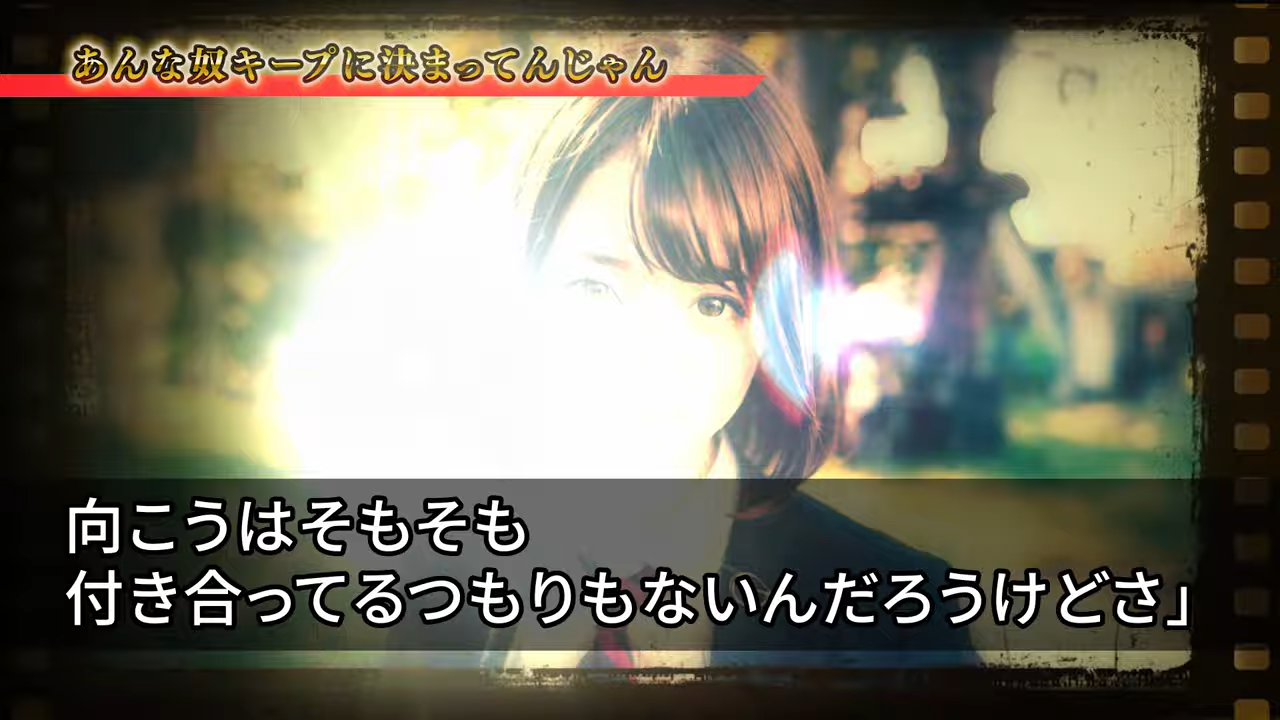 あんな奴キープに決まってんじゃん
向こうはそもそも
付き合ってるつもりもないんだろうけどさ」